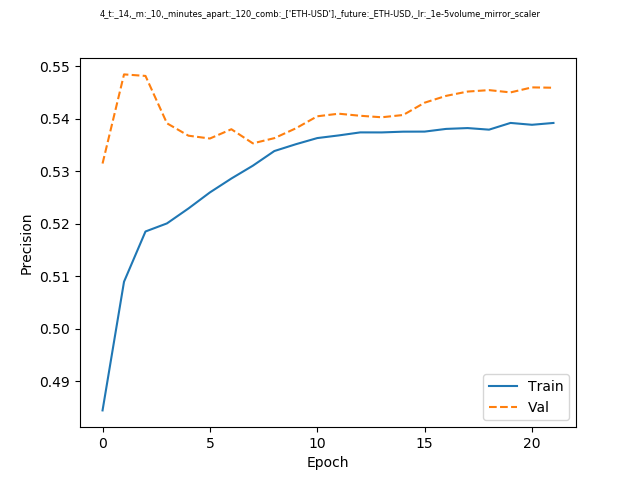 4_t:_14,_m:_10,_minutes_apart:_120_comb:_['ETH-USD'],_future:_ETH-USD,_lr:_1e-5volume_mirror_scaler
0.55
0.54
0.53
0.52
0.51
0.50
0.49
Precision
Train
Val
0 5 10 15 20
Epoch